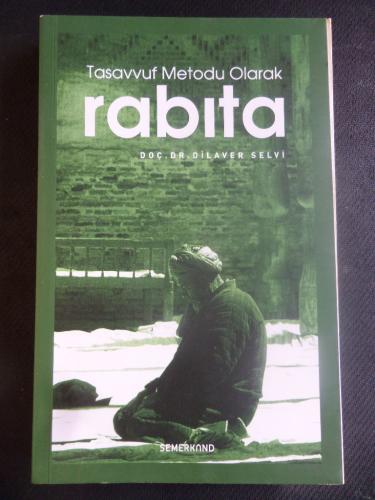 Tasavvuf Metodu Olarak
rabıta
DOÇ.DR.DİLAVER SELVİ
SEMERKAND